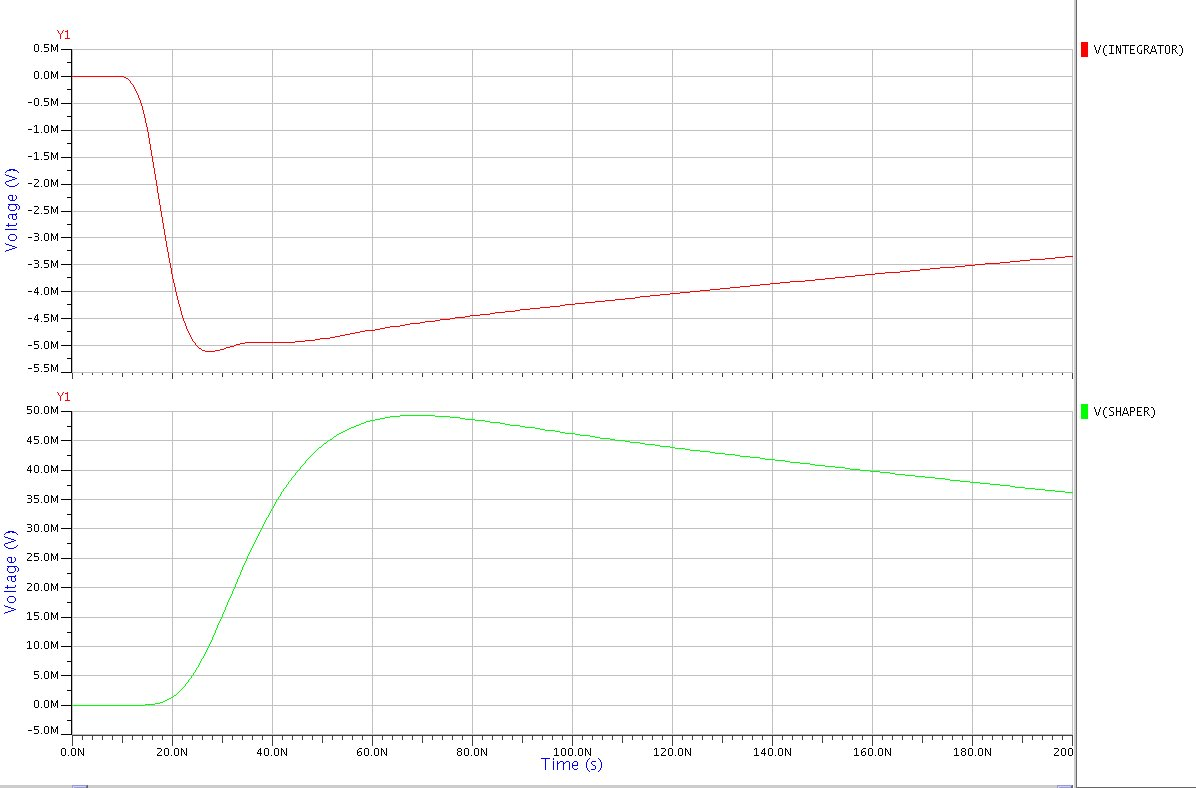 Y1
V(INTEGRATOR)
0.5M
0.0M
-0.5M
-1.0M
-1.5M
-2.0M
-2.5M
-3.0M
-3.5M
-4.0M
-4.5M
-5.0M
-5.5M
Voltage (V)
Y1
V(SHAPER)
50.0M
45.0M
40.0M
35.0M
30.0M
25.0M
20.0M
15.0M
10.0M
5.0M
0.0M
-5.0M
Voltage (V)
0.0N 20.0N 40.0N 60.0N 80.0N 100.0N 120.0N 140.0N 160.0N 180.0N 200
Time (s)